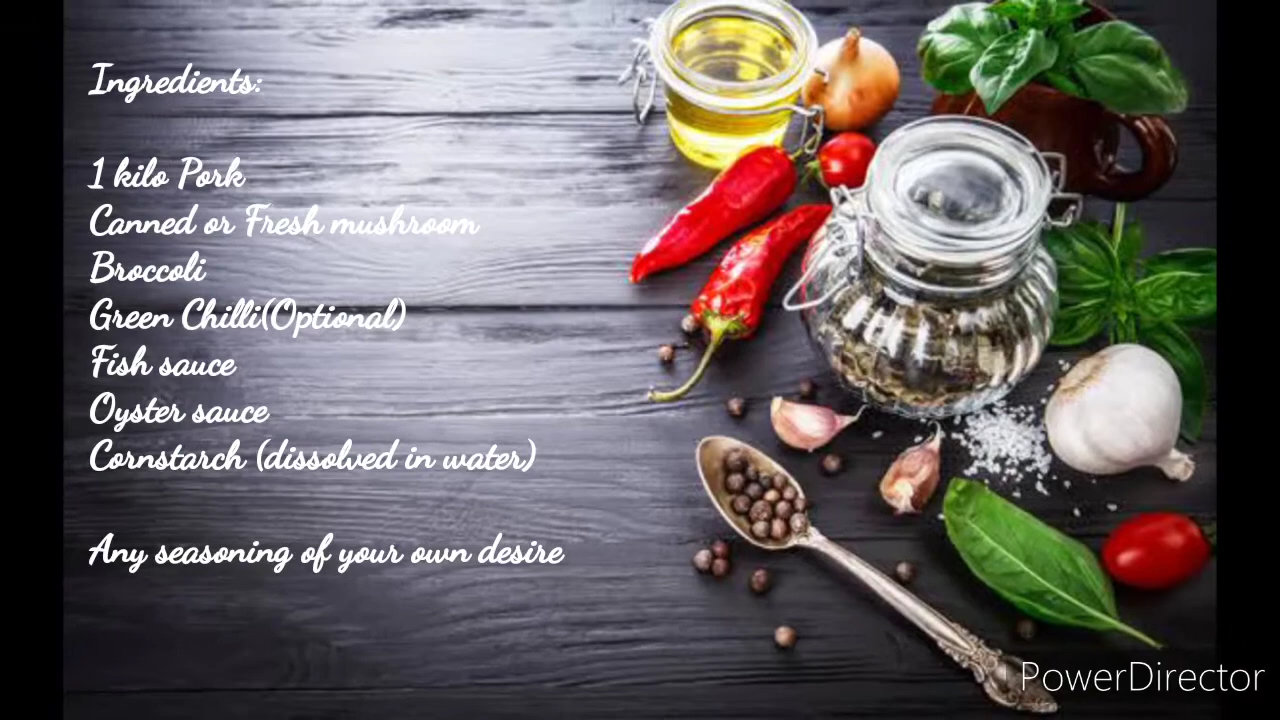 Ingredients:
1 kilo Pork
Canned or Fresh mushroom
Broccoli
Green Chilli(Optional)
Fish sauce
Oyster sauce
Cornstarch (dissolved in water)
Any seasoning of your own desire
PowerDirector